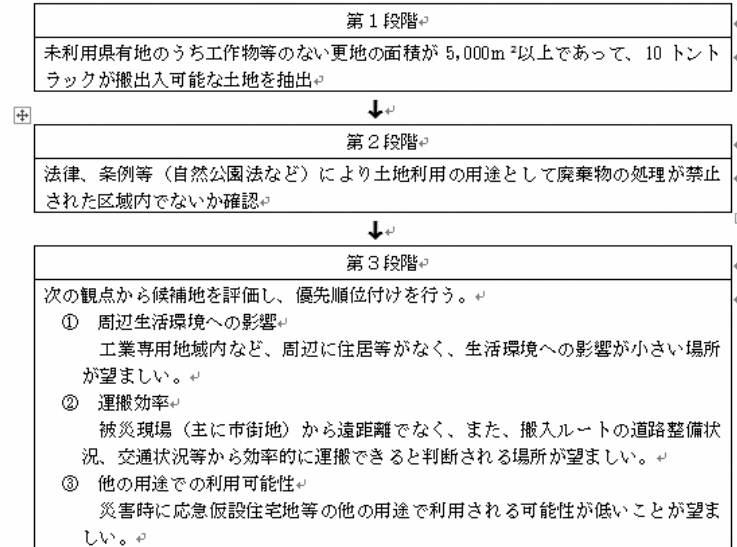 第１段階
未利用県有地のうち工作物等のない更地の面積が 5,000m²以上であって、10 トント
ラックが搬出入可能な土地を抽出
↓
第２段階
法律、条例等（自然公園法など）により土地利用の用途として廃棄物の処理が禁止
された区域内でないか確認
↓
第３段階
次の観点から候補地を評価し、優先順位付けを行う。
① 周辺生活環境への影響
工業専用地域内など、周辺に住居等がなく、生活環境への影響が小さい場所
が望ましい。
② 運搬効率
被災現場（主に市街地）から遠距離でなく、また、搬入ルートの道路整備状
況、交通状況等から効率的に運搬できると判断される場所が望ましい。
③ 他の用途での利用可能性
災害時に応急仮設住宅地等の他の用途で利用される可能性が低いことが望ま
しい。